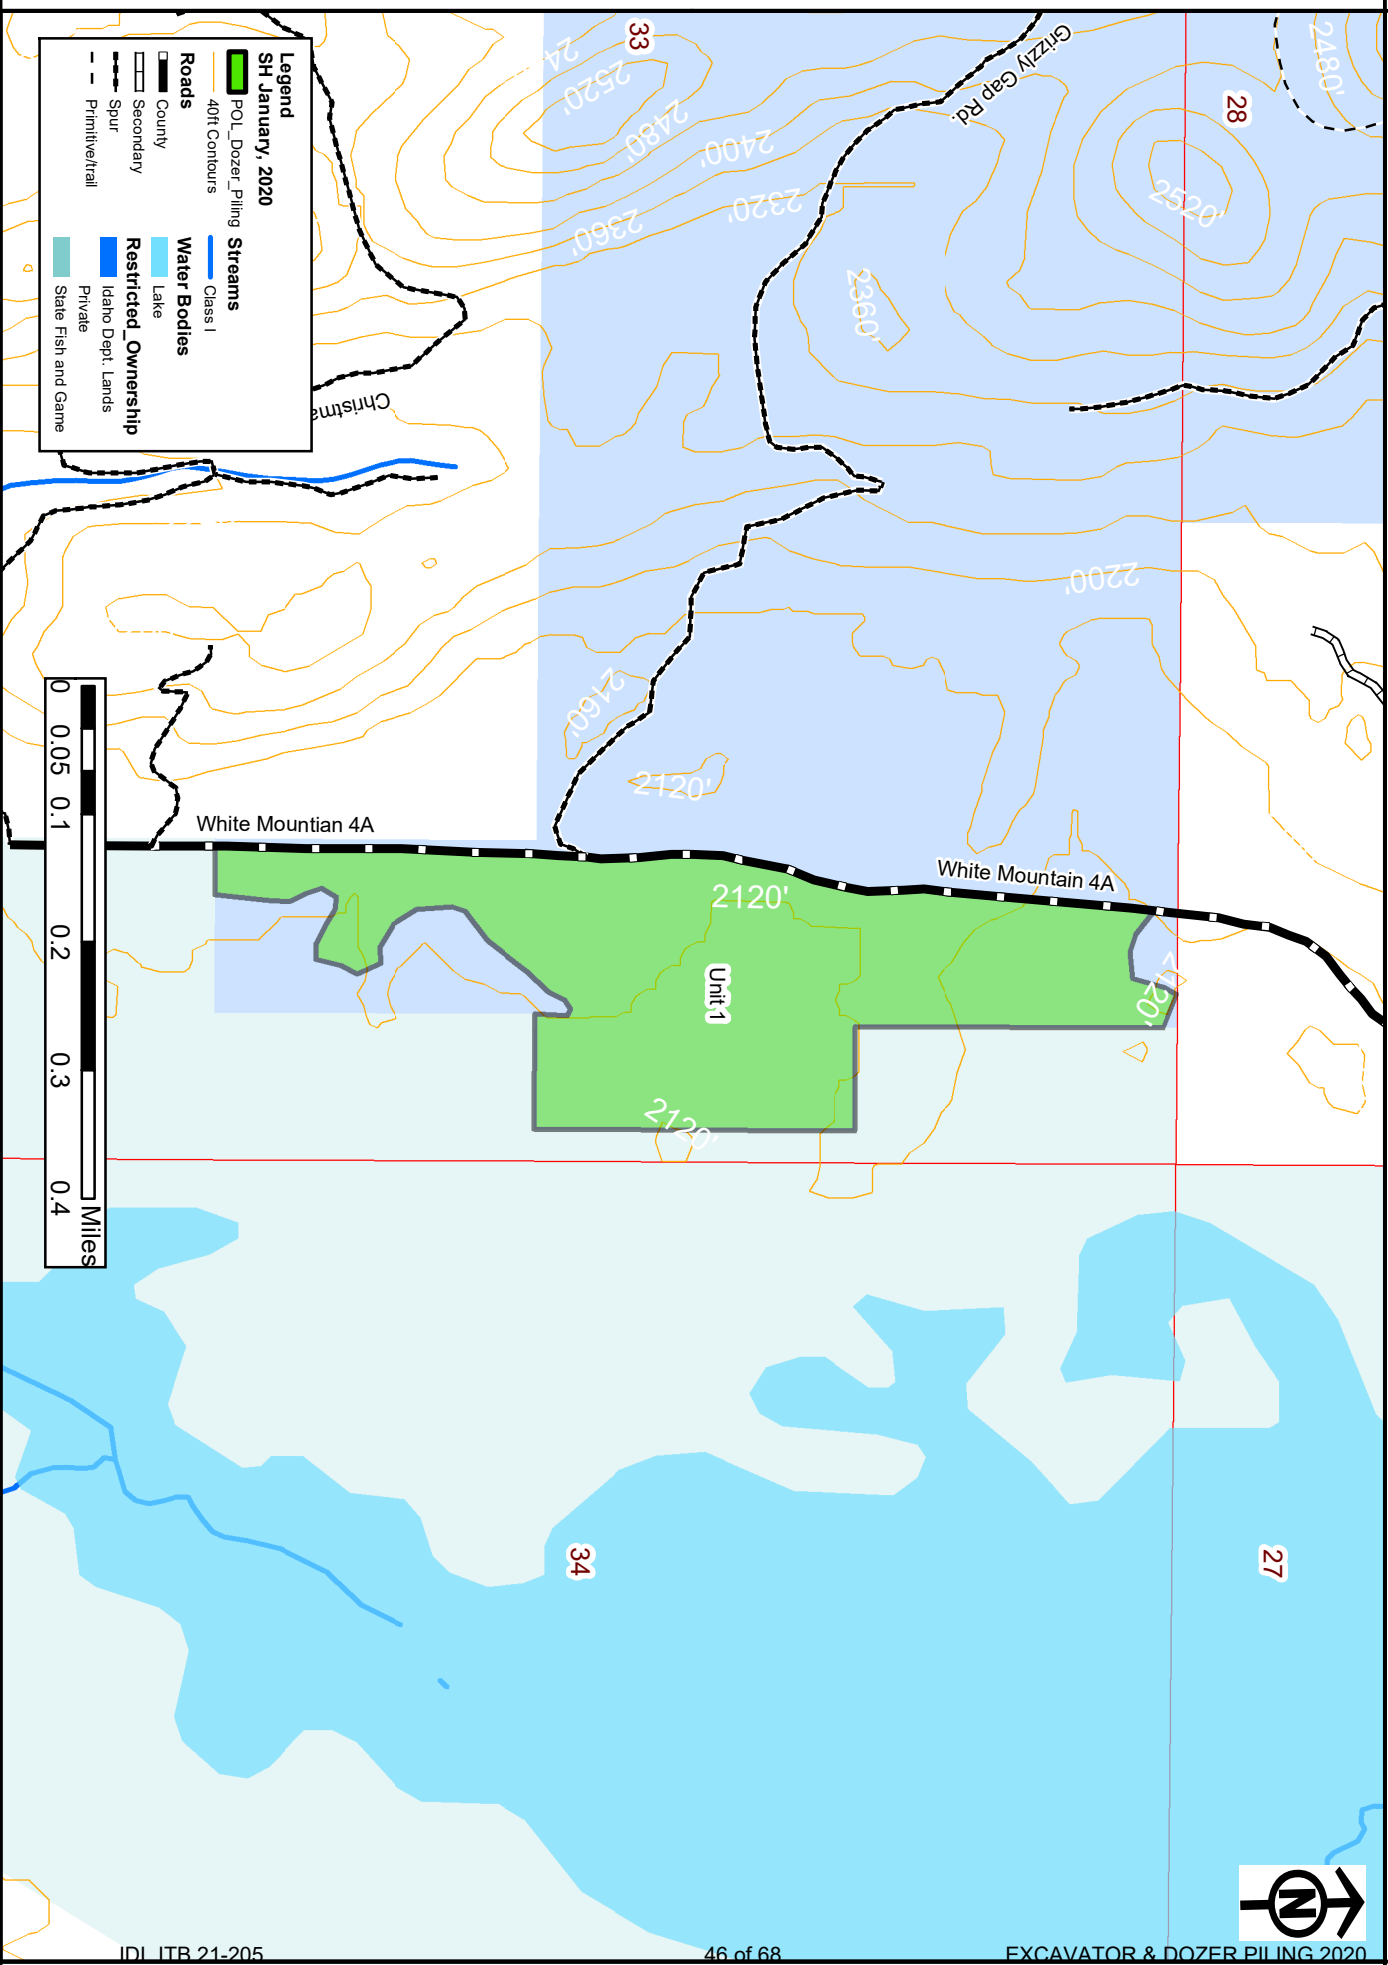 Legend
SH January, 2020
POL_Dozer_Piling
40ft Contours
Roads
County
Secondary
Spur
Primitive/trail
Streams
Class I
Water Bodies
Lake
Restricted_Ownership
Idaho Dept. Lands
Private
State Fish and Game
33
28
Grizzly Gap Rd.
2480'
24
2520'
2480'
2400'
2320'
2360'
2520'
2360'
Christma
2200'
2160'
2120'
White Mountian 4A
White Mountain 4A
2120'
Unit 1
2120'
2120'
0 0.05 0.1 0.2 0.3 0.4
Miles
34
27
N
IDL ITB 21-205
46 of 68
EXCAVATOR & DOZER PILING 2020